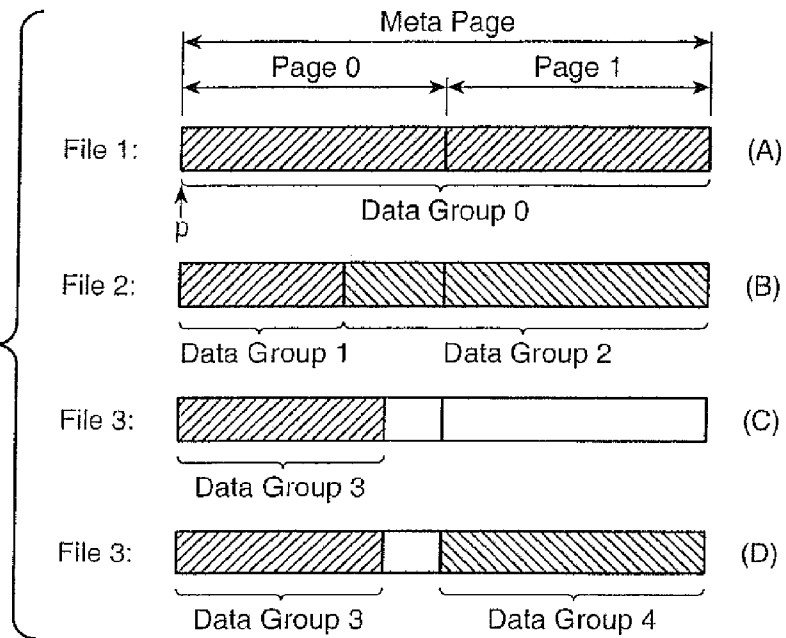 Meta Page
Page 0 Page 1
File 1: (A)
Data Group 0
p
File 2: (B)
Data Group 1 Data Group 2
File 3: (C)
Data Group 3
File 3: (D)
Data Group 3 Data Group 4